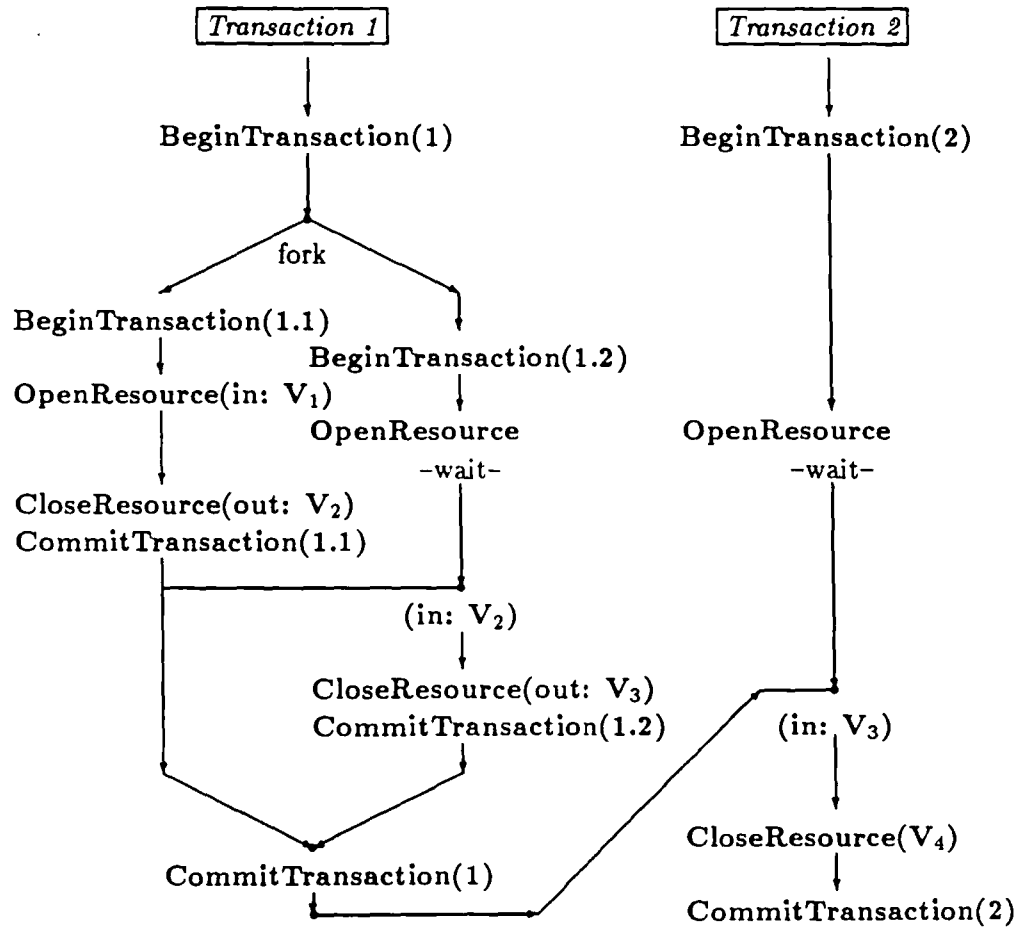 Transaction 1
Transaction 2
BeginTransaction(1)
BeginTransaction(2)
fork
BeginTransaction(1.1)
BeginTransaction(1.2)
OpenResource(in: V₁)
OpenResource
–wait–
OpenResource
–wait–
CloseResource(out: V₂)
CommitTransaction(1.1)
(in: V₂)
CloseResource(out: V₃)
CommitTransaction(1.2)
(in: V₃)
CloseResource(V₄)
CommitTransaction(1)
CommitTransaction(2)